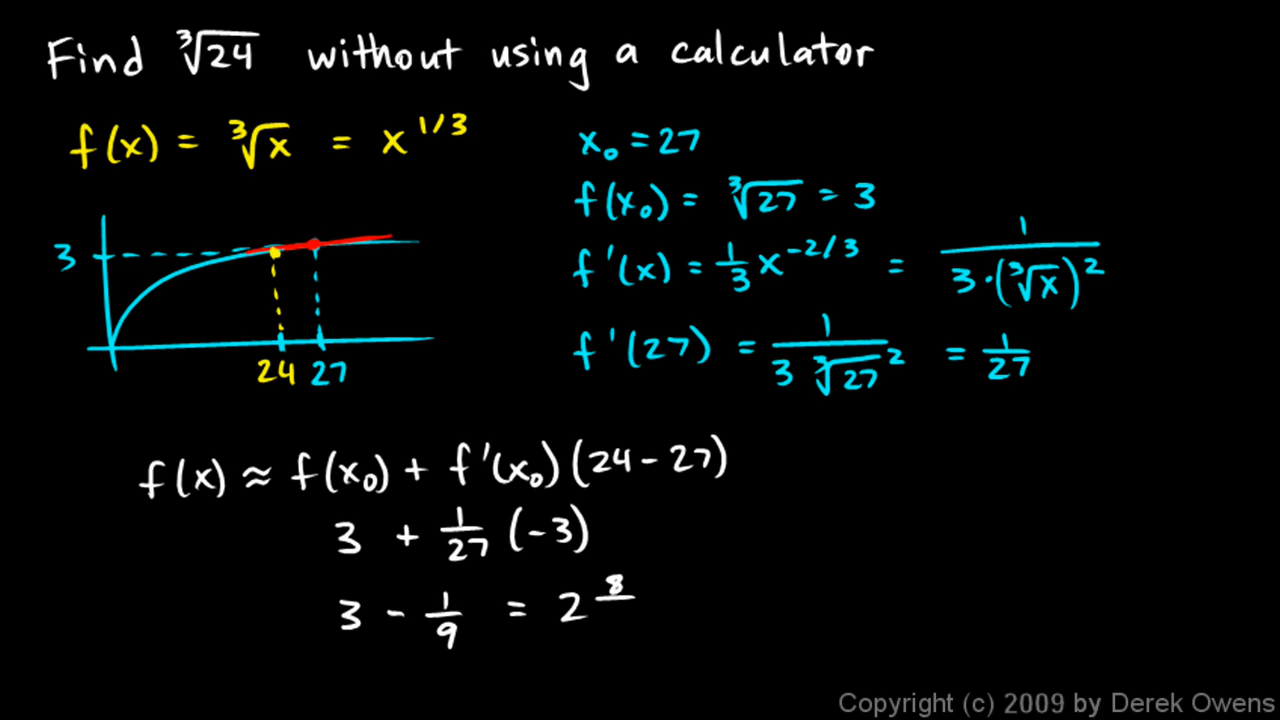 Find ∛24 without using a calculator
f(x) = ∛x = x^1/3
x₀ = 27
f(x₀) = ∛27 = 3
f'(x) = 1/3 x^-2/3 = 1/(3·(∛x)²)
f'(27) = 1/(3 ∛27²) = 1/27
3
24 27
f(x) ≈ f(x₀) + f'(x₀)(24 - 27)
3 + 1/27 (-3)
3 - 1/9 = 2 8/
Copyright (c) 2009 by Derek Owens